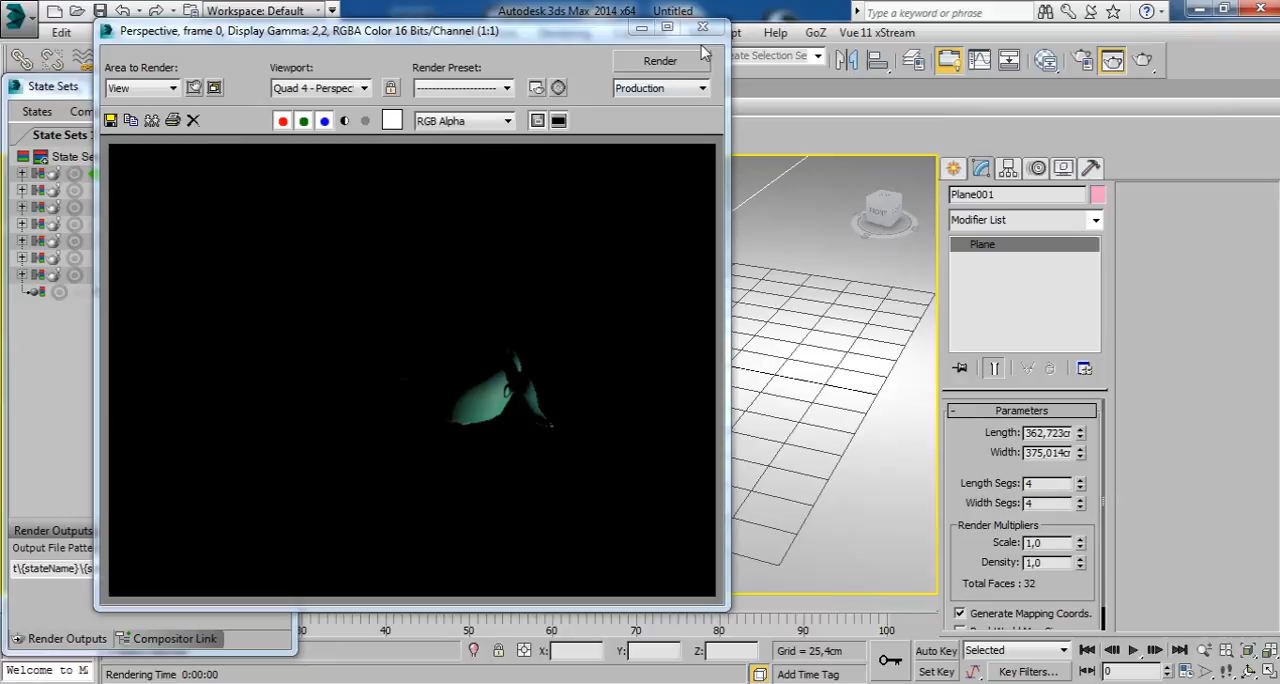 Workspace: Default
Autodesk 3ds Max 2014 x64 Untitled
Type a keyword or phrase
Edit
Help GoZ Vue 11 xStream
Perspective, frame 0, Display Gamma: 2,2, RGBA Color 16 Bits/Channel (1:1)
Area to Render:
View
Viewport:
Quad 4 - Perspec
Render Preset:
Render
Production
RGB Alpha
State Sets
States
State Sets
State Se
Render Outputs
Output File Patte
t\{stateName}\{s
Render Outputs
Compositor Link
FRONT
Plane001
Modifier List
Plane
Parameters
Length: 362,723cr
Width: 375,014cr
Length Segs: 4
Width Segs: 4
Render Multipliers
Scale: 1,0
Density: 1,0
Total Faces : 32
Generate Mapping Coords.
30 40 50 60 70 80 90 100
X: Y: Z: Grid = 25,4cm
Auto Key Selected
Set Key Key Filters... 0
Welcome to M
Rendering Time 0:00:00
Add Time Tag